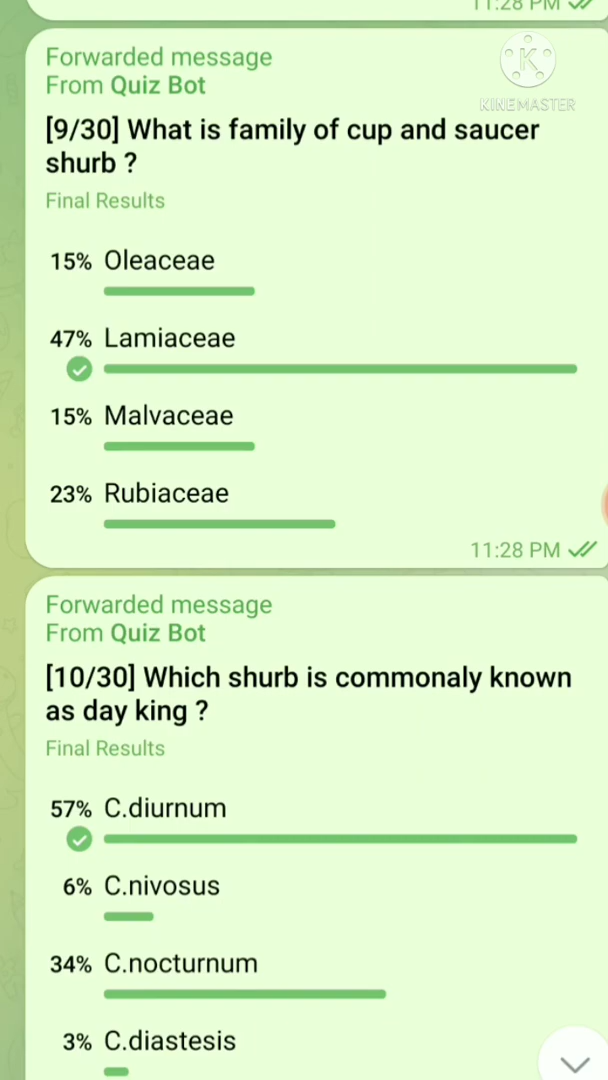 11:28 PM
Forwarded message
From Quiz Bot
K
KINEMASTER
[9/30] What is family of cup and saucer
shurb ?
Final Results
15% Oleaceae
47% Lamiaceae
15% Malvaceae
23% Rubiaceae
11:28 PM
Forwarded message
From Quiz Bot
[10/30] Which shurb is commonaly known
as day king ?
Final Results
57% C.diurnum
6% C.nivosus
34% C.nocturnum
3% C.diastesis